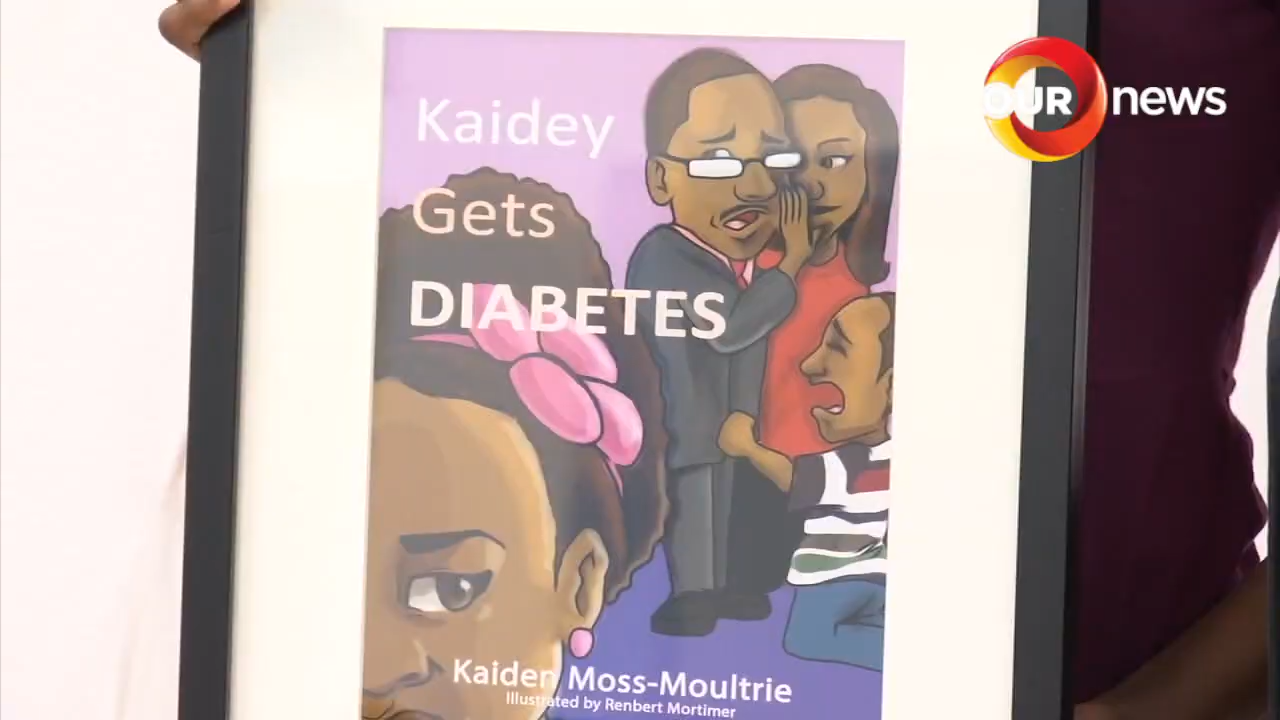 Kaidey
Gets
DIABETES
Kaiden Moss-Moultrie
Illustrated by Renbert Mortimer
OUR news